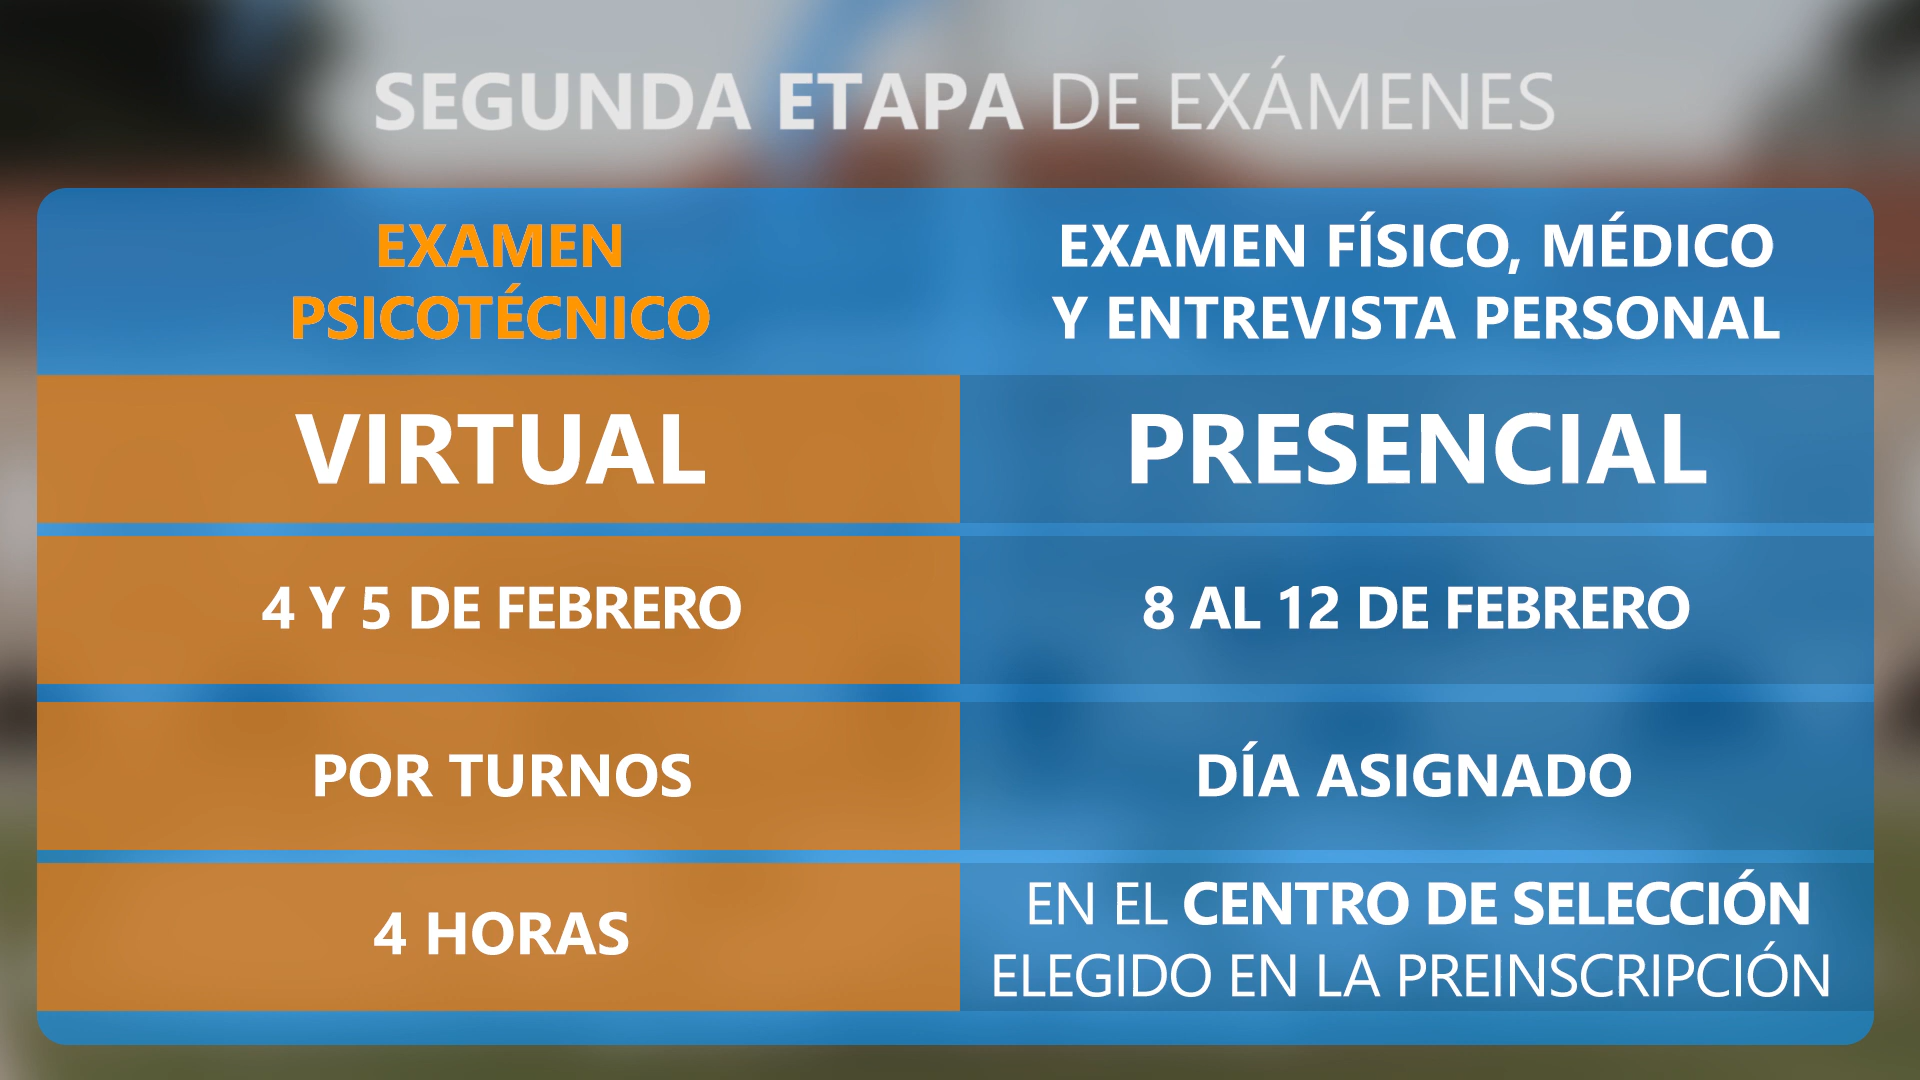 SEGUNDA ETAPA DE EXÁMENES
EXAMEN
PSICOTÉCNICO
EXAMEN FÍSICO, MÉDICO
Y ENTREVISTA PERSONAL
VIRTUAL
PRESENCIAL
4 Y 5 DE FEBRERO
8 AL 12 DE FEBRERO
POR TURNOS
DÍA ASIGNADO
4 HORAS
EN EL CENTRO DE SELECCIÓN
ELEGIDO EN LA PREINSCRIPCIÓN